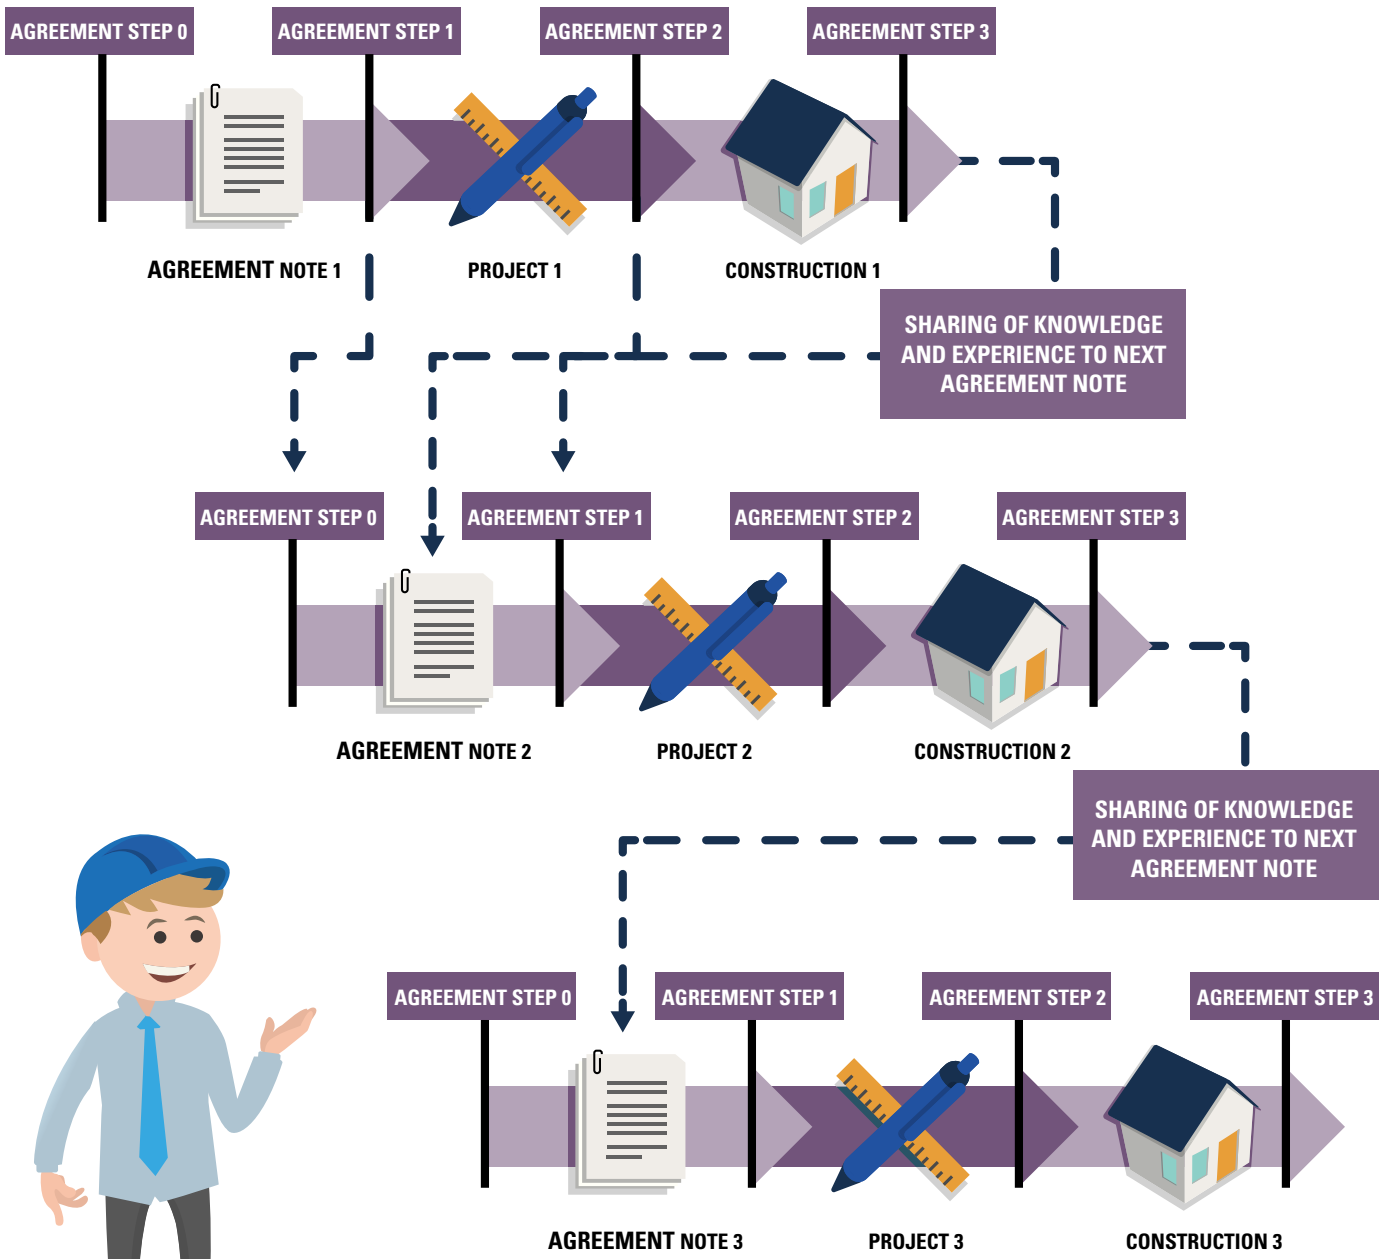 AGREEMENT STEP 0
AGREEMENT STEP 1
AGREEMENT STEP 2
AGREEMENT STEP 3
AGREEMENT NOTE 1
PROJECT 1
CONSTRUCTION 1
SHARING OF KNOWLEDGE
AND EXPERIENCE TO NEXT
AGREEMENT NOTE
AGREEMENT STEP 0
AGREEMENT STEP 1
AGREEMENT STEP 2
AGREEMENT STEP 3
AGREEMENT NOTE 2
PROJECT 2
CONSTRUCTION 2
SHARING OF KNOWLEDGE
AND EXPERIENCE TO NEXT
AGREEMENT NOTE
AGREEMENT STEP 0
AGREEMENT STEP 1
AGREEMENT STEP 2
AGREEMENT STEP 3
AGREEMENT NOTE 3
PROJECT 3
CONSTRUCTION 3